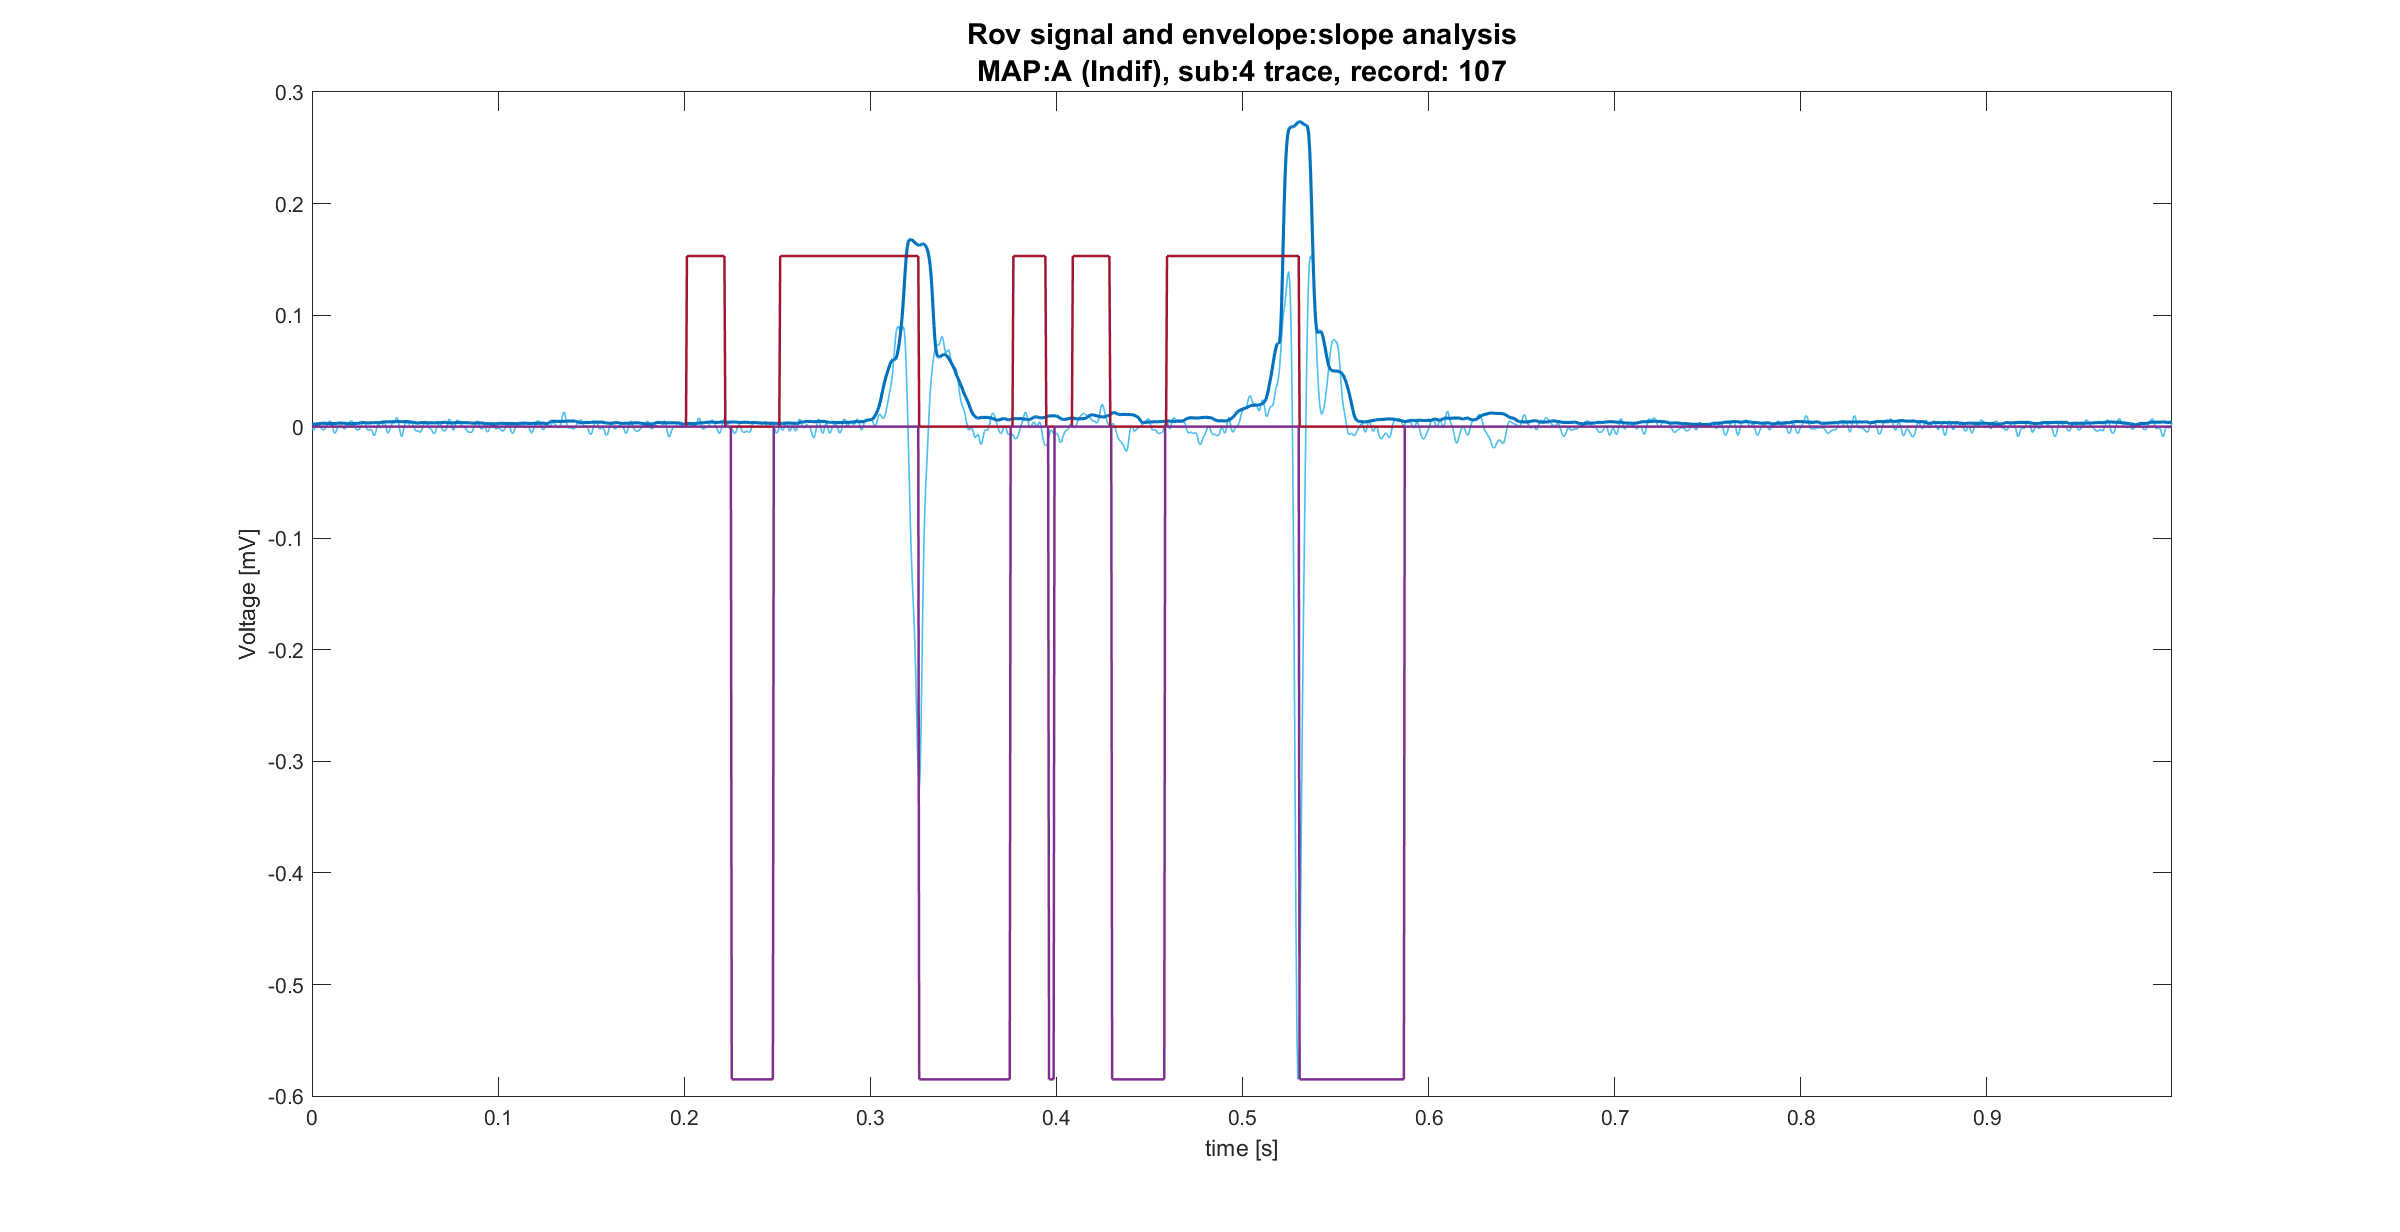 Rov signal and envelope:slope analysis
MAP:A (Indif), sub:4 trace, record: 107
0.3
0.2
0.1
0
-0.1
-0.2
-0.3
-0.4
-0.5
-0.6
Voltage [mV]
0 0.1 0.2 0.3 0.4 0.5 0.6 0.7 0.8 0.9
time [s]